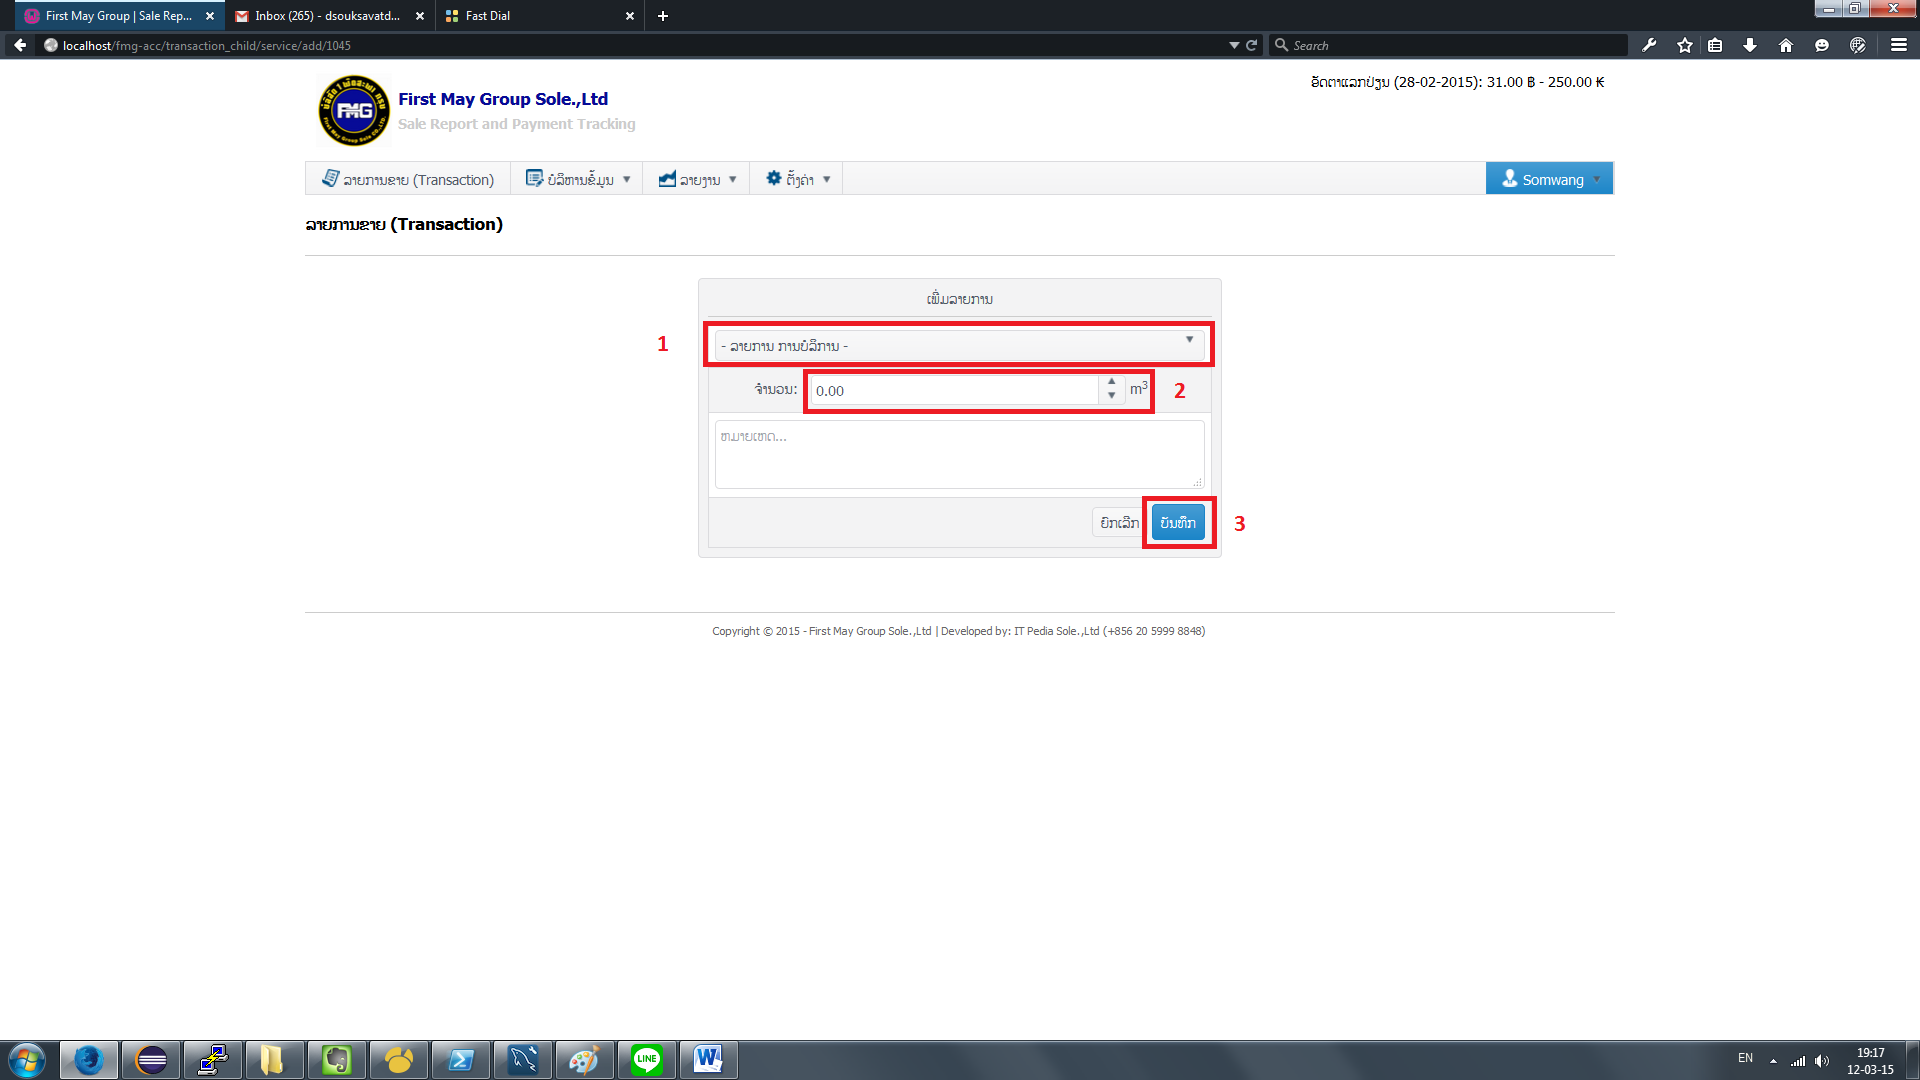 First May Group | Sale Rep...
Inbox (265) - dsouksavatd...
Fast Dial
localhost/fmg-acc/transaction_child/service/add/1045
Search
FMG
First May Group Sole.,Ltd
Sale Report and Payment Tracking
ອັດຕາແລກປ່ຽນ (28-02-2015): 31.00 ฿ - 250.00 ₭
ລາຍການຂາຍ (Transaction)
ບໍລິຫານຂໍ້ມູນ
ລາຍງານ
ຕັ້ງຄ່າ
Somwang
ລາຍການຂາຍ (Transaction)
ເພີ່ມລາຍການ
1
- ລາຍການ ການບໍລິການ -
ຈຳນວນ:
0.00
m³
2
ຫມາຍເຫດ...
ຍົກເລີກ
ບັນທຶກ
3
Copyright © 2015 - First May Group Sole.,Ltd | Developed by: IT Pedia Sole.,Ltd (+856 20 5999 8848)
LINE
EN
19:17
12-03-15